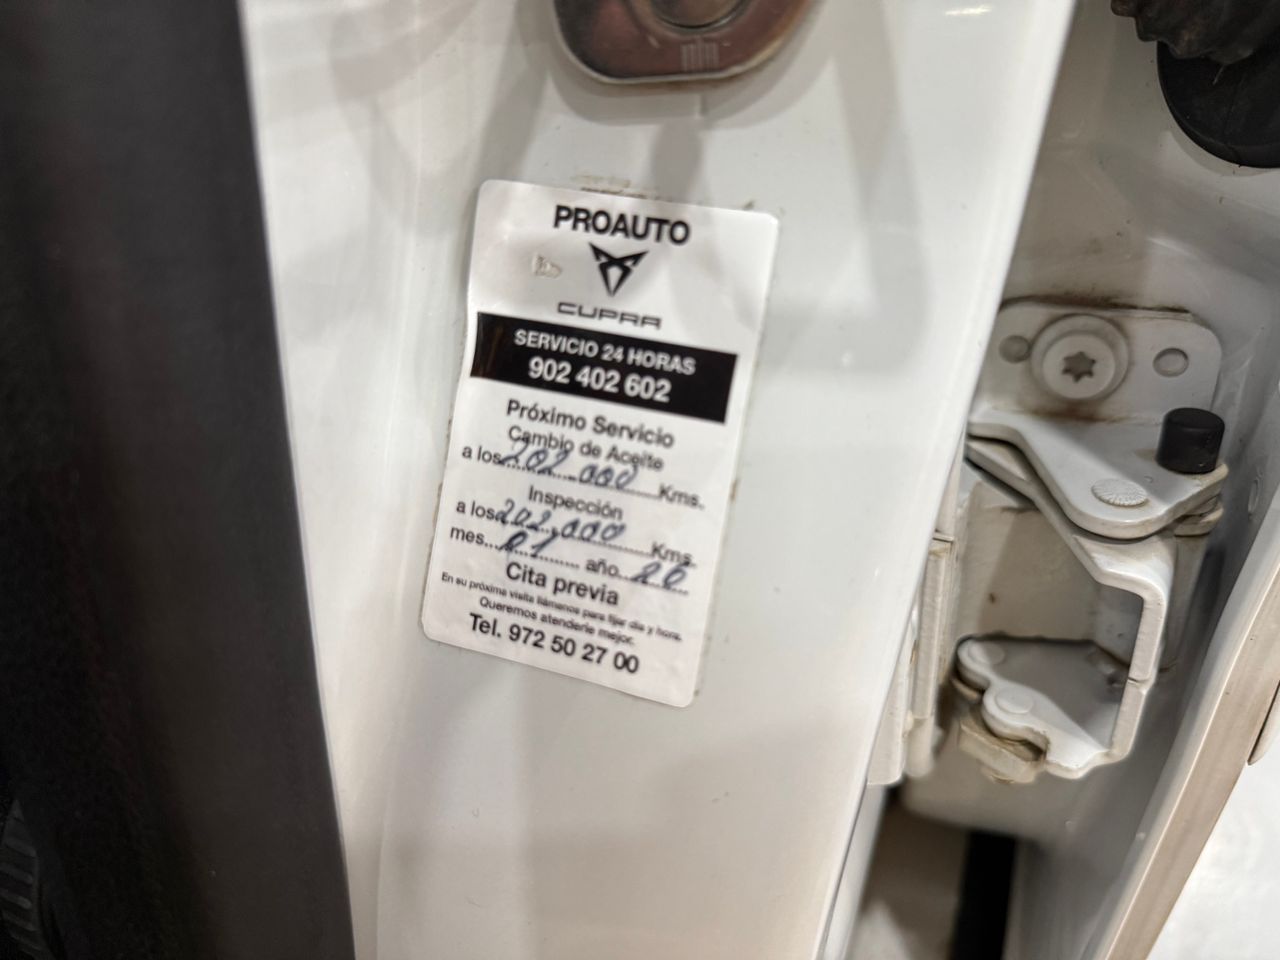 PROAUTO
CUPRA
SERVICIO 24 HORAS
902 402 602
Próximo Servicio
Cambio de Aceite
a los 202.000 Kms.
Inspección
a los 202.000 Kms.
mes 01 año 26
Cita previa
En su próxima visita llámenos para fijar día y hora.
Queremos atenderle mejor.
Tel. 972 50 27 00